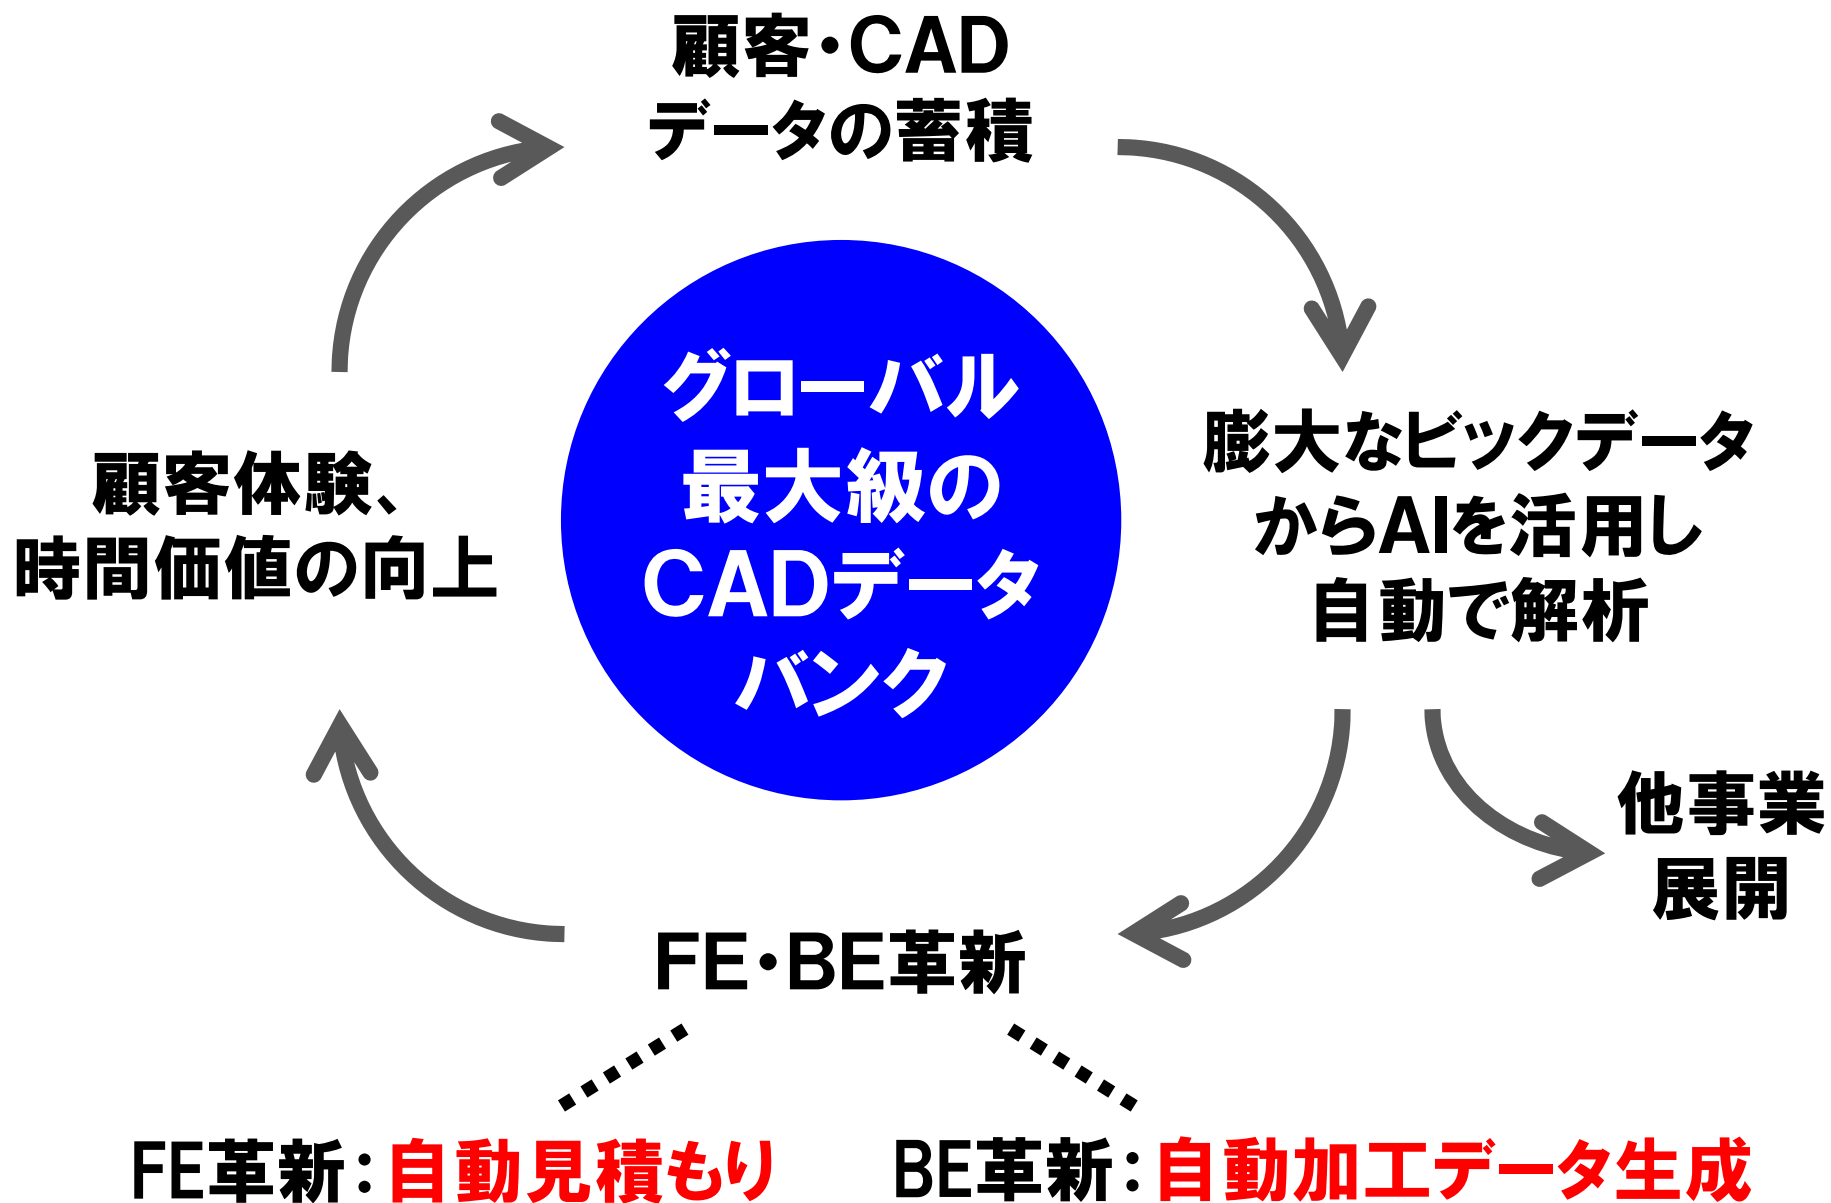 顧客・CAD
データの蓄積
グローバル
最大級の
CADデータ
バンク
膨大なビックデータ
からAIを活用し
自動で解析
他事業
展開
FE・BE革新
FE革新：自動見積もり
BE革新：自動加工データ生成
顧客体験、
時間価値の向上